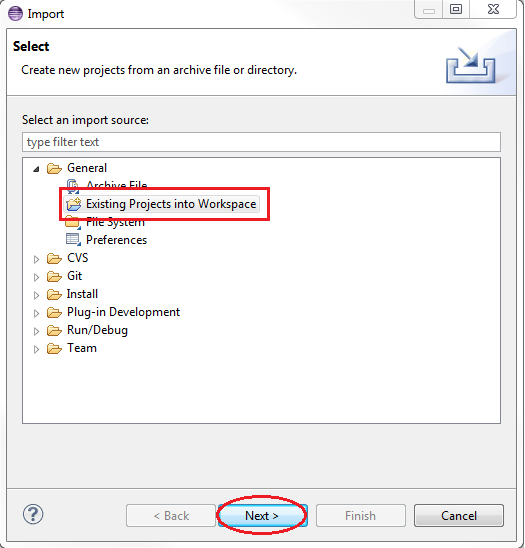 Import
Select
Create new projects from an archive file or directory.
Select an import source:
type filter text
General
Archive File
Existing Projects into Workspace
File System
Preferences
CVS
Git
Install
Plug-in Development
Run/Debug
Team
?
< Back
Next >
Finish
Cancel